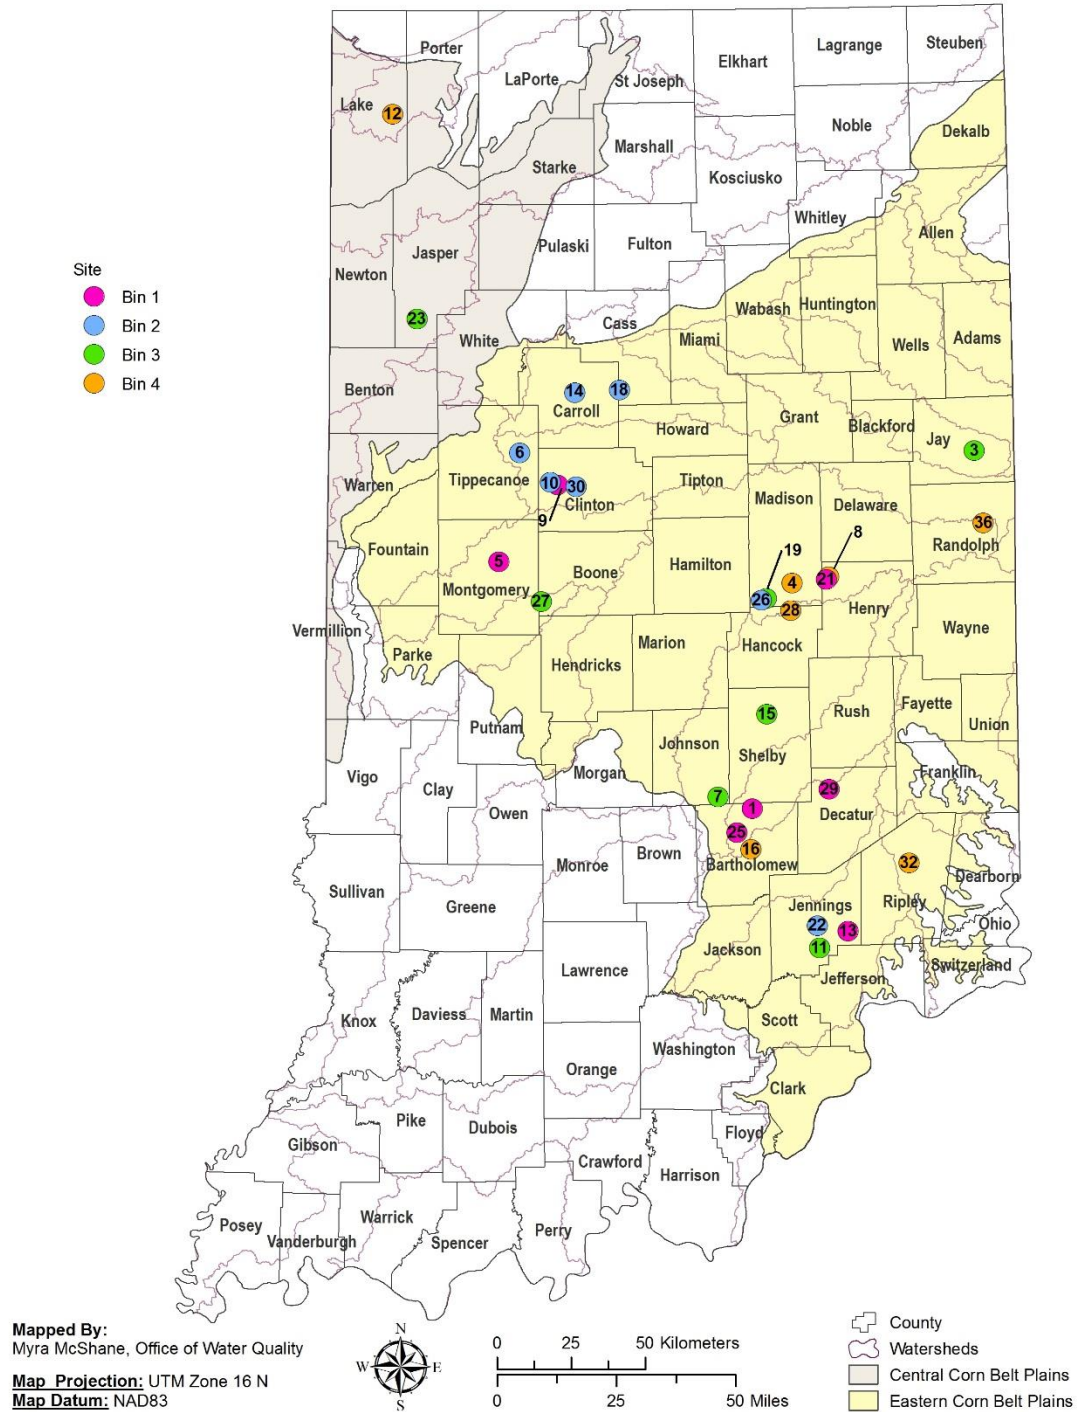 Porter
LaPorte
St Joseph
Elkhart
Lagrange
Steuben
Lake
12
Noble
Dekalb
Marshall
Starke
Kosciusko
Whitley
Allen
Jasper
Pulaski
Fulton
Newton
Site
Bin 1
Bin 2
Bin 3
Bin 4
23
Wabash
Huntington
Cass
White
Miami
Wells
Adams
Benton
14
18
Carroll
Grant
Blackford
Howard
Jay
3
6
Tippecanoe
Warren
10
30
Clinton
9
Tipton
Madison
Delaware
36
Randolph
Fountain
5
Montgomery
Boone
Hamilton
19
8
4
21
26
28
27
Henry
Vermillion
Wayne
Parke
Hendricks
Marion
Hancock
Putnam
15
Rush
Fayette
Union
Johnson
Shelby
Vigo
Morgan
Franklin
Clay
7
1
29
Decatur
Owen
25
16
Bartholomew
Monroe
Brown
32
Dearborn
Sullivan
Greene
Jennings
Ripley
22
13
11
Ohio
Jackson
Lawrence
Switzerland
Jefferson
Knox
Daviess
Martin
Scott
Washington
Orange
Clark
Pike
Dubois
Floyd
Gibson
Crawford
Harrison
Posey
Warrick
Vanderburgh
Spencer
Perry
Mapped By:
Myra McShane, Office of Water Quality
Map Projection: UTM Zone 16 N
Map Datum: NAD83
N
W E
S
0 25 50 Kilometers
0 25 50 Miles
County
Watersheds
Central Corn Belt Plains
Eastern Corn Belt Plains